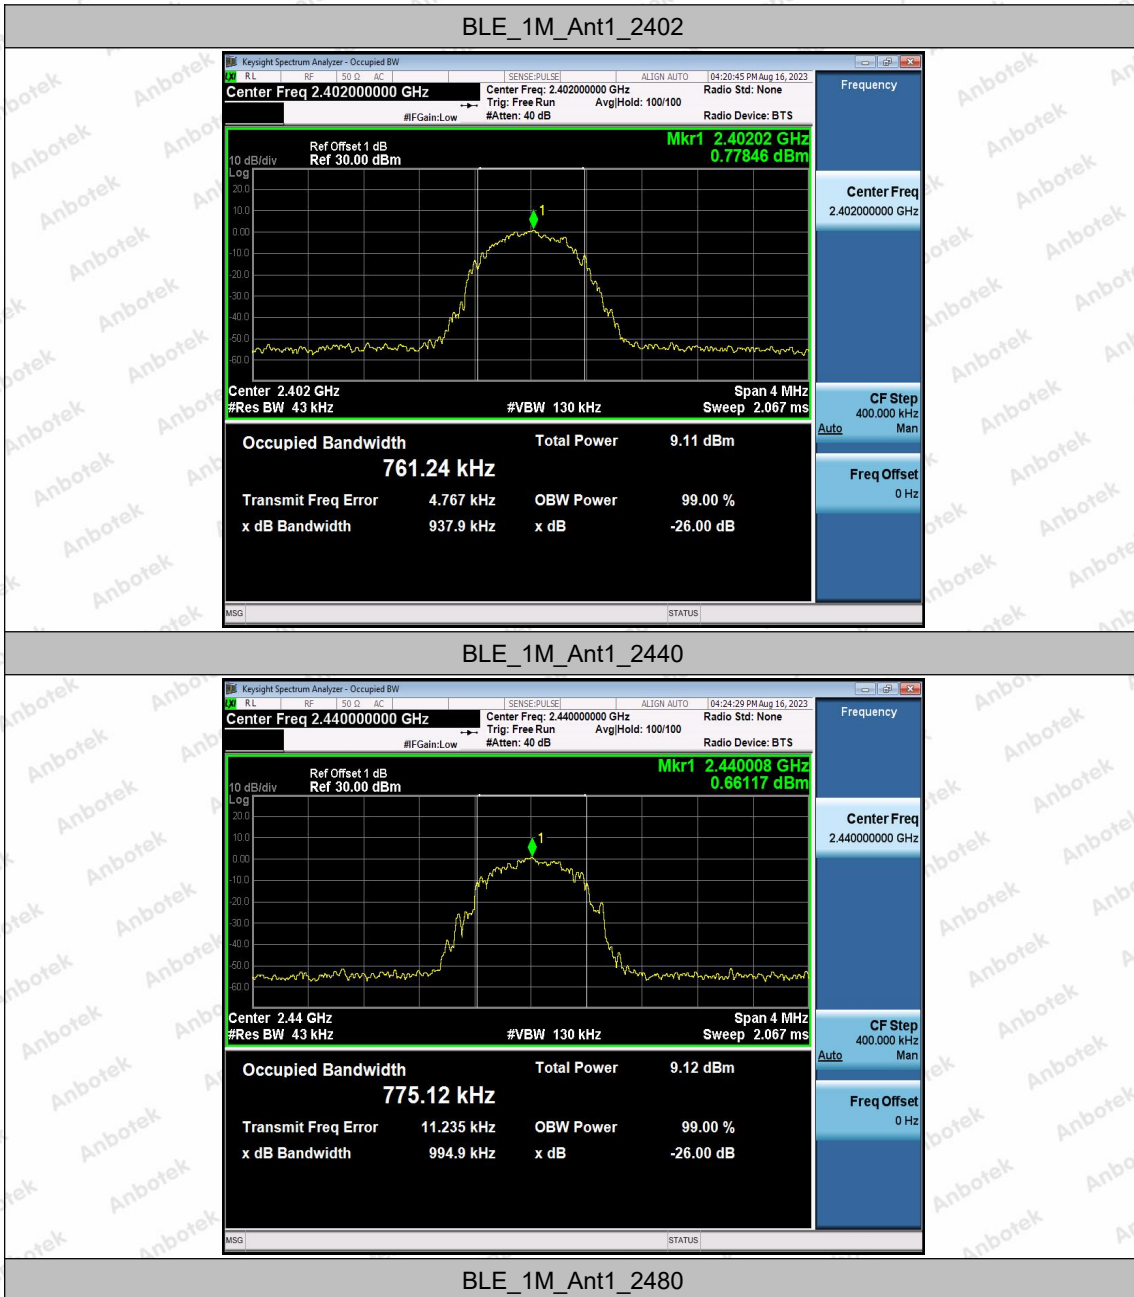 BLE_1M_Ant1_2402
Keysight Spectrum Analyzer - Occupied BW
LXI RL RF 50 Ω AC SENSE:PULSE ALIGN AUTO 04:20:45 PM Aug 16, 2023
Center Freq 2.402000000 GHz
Center Freq: 2.402000000 GHz Radio Std: None
Trig: Free Run Avg|Hold: 100/100
#IFGain:Low #Atten: 40 dB Radio Device: BTS
Frequency
Mkr1 2.40202 GHz
0.77846 dBm
Ref Offset 1 dB
10 dB/div Ref 30.00 dBm
Log
20.0
10.0
0.00
-10.0
-20.0
-30.0
-40.0
-50.0
-60.0
1
Center Freq
2.402000000 GHz
Center 2.402 GHz Span 4 MHz
#Res BW 43 kHz #VBW 130 kHz Sweep 2.067 ms
CF Step
400.000 kHz
Auto Man
Freq Offset
0 Hz
Occupied Bandwidth Total Power 9.11 dBm
761.24 kHz
Transmit Freq Error 4.767 kHz OBW Power 99.00 %
x dB Bandwidth 937.9 kHz x dB -26.00 dB
MSG STATUS
BLE_1M_Ant1_2440
Keysight Spectrum Analyzer - Occupied BW
LXI RL RF 50 Ω AC SENSE:PULSE ALIGN AUTO 04:24:29 PM Aug 16, 2023
Center Freq 2.440000000 GHz
Center Freq: 2.440000000 GHz Radio Std: None
Trig: Free Run Avg|Hold: 100/100
#IFGain:Low #Atten: 40 dB Radio Device: BTS
Frequency
Mkr1 2.440008 GHz
0.66117 dBm
Ref Offset 1 dB
10 dB/div Ref 30.00 dBm
Log
20.0
10.0
0.00
-10.0
-20.0
-30.0
-40.0
-50.0
-60.0
1
Center Freq
2.440000000 GHz
Center 2.44 GHz Span 4 MHz
#Res BW 43 kHz #VBW 130 kHz Sweep 2.067 ms
CF Step
400.000 kHz
Auto Man
Freq Offset
0 Hz
Occupied Bandwidth Total Power 9.12 dBm
775.12 kHz
Transmit Freq Error 11.235 kHz OBW Power 99.00 %
x dB Bandwidth 994.9 kHz x dB -26.00 dB
MSG STATUS
BLE_1M_Ant1_2480
Anbotek